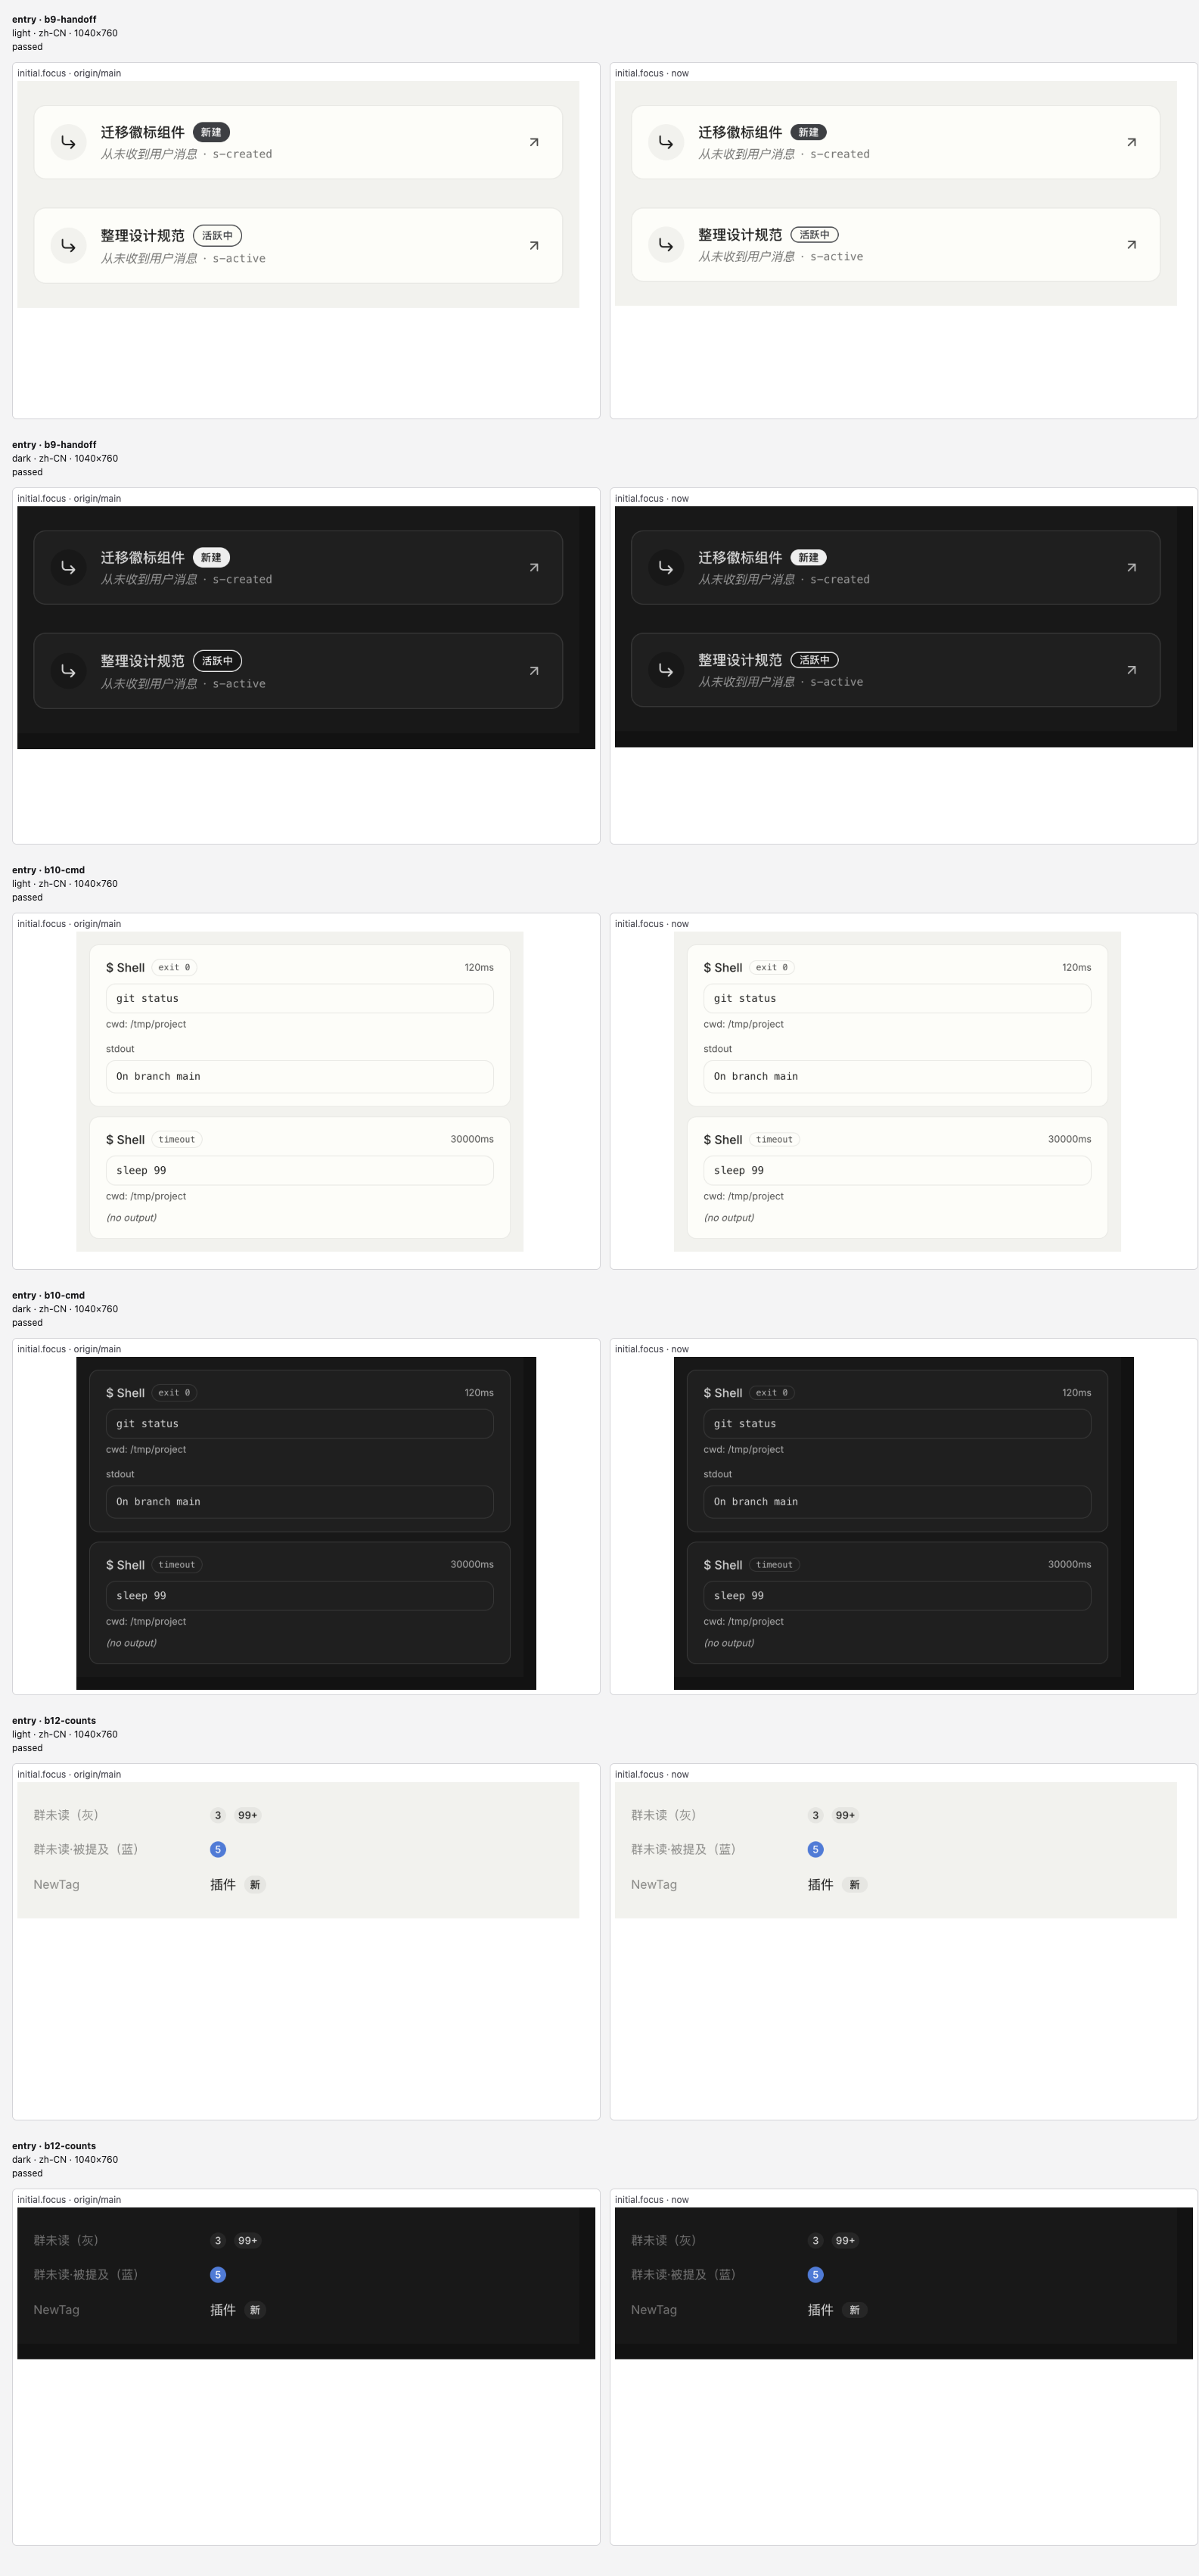 entry · b9-handoff
light · zh-CN · 1040×760
passed
initial.focus · origin/main
迁移徽标组件 新建
从未收到用户消息 · s-created
整理设计规范 活跃中
从未收到用户消息 · s-active
initial.focus · now
迁移徽标组件 新建
从未收到用户消息 · s-created
整理设计规范 活跃中
从未收到用户消息 · s-active
entry · b9-handoff
dark · zh-CN · 1040×760
passed
initial.focus · origin/main
迁移徽标组件 新建
从未收到用户消息 · s-created
整理设计规范 活跃中
从未收到用户消息 · s-active
initial.focus · now
迁移徽标组件 新建
从未收到用户消息 · s-created
整理设计规范 活跃中
从未收到用户消息 · s-active
entry · b10-cmd
light · zh-CN · 1040×760
passed
initial.focus · origin/main
$ Shell exit 0 120ms
git status
cwd: /tmp/project
stdout
On branch main
$ Shell timeout 30000ms
sleep 99
cwd: /tmp/project
(no output)
initial.focus · now
$ Shell exit 0 120ms
git status
cwd: /tmp/project
stdout
On branch main
$ Shell timeout 30000ms
sleep 99
cwd: /tmp/project
(no output)
entry · b10-cmd
dark · zh-CN · 1040×760
passed
initial.focus · origin/main
$ Shell exit 0 120ms
git status
cwd: /tmp/project
stdout
On branch main
$ Shell timeout 30000ms
sleep 99
cwd: /tmp/project
(no output)
initial.focus · now
$ Shell exit 0 120ms
git status
cwd: /tmp/project
stdout
On branch main
$ Shell timeout 30000ms
sleep 99
cwd: /tmp/project
(no output)
entry · b12-counts
light · zh-CN · 1040×760
passed
initial.focus · origin/main
群未读（灰） 3 99+
群未读·被提及（蓝） 5
NewTag 插件 新
initial.focus · now
群未读（灰） 3 99+
群未读·被提及（蓝） 5
NewTag 插件 新
entry · b12-counts
dark · zh-CN · 1040×760
passed
initial.focus · origin/main
群未读（灰） 3 99+
群未读·被提及（蓝） 5
NewTag 插件 新
initial.focus · now
群未读（灰） 3 99+
群未读·被提及（蓝） 5
NewTag 插件 新